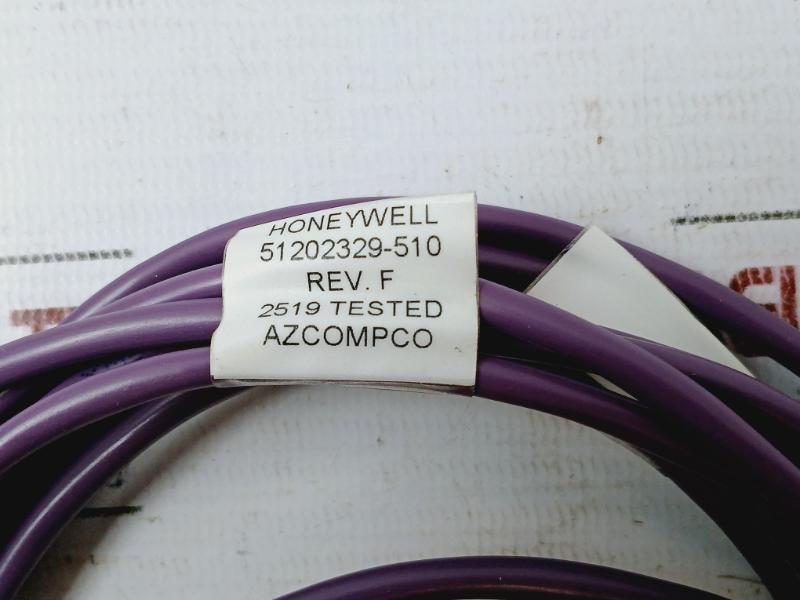 HONEYWELL
51202329-510
REV. F
2519 TESTED
AZCOMPCO